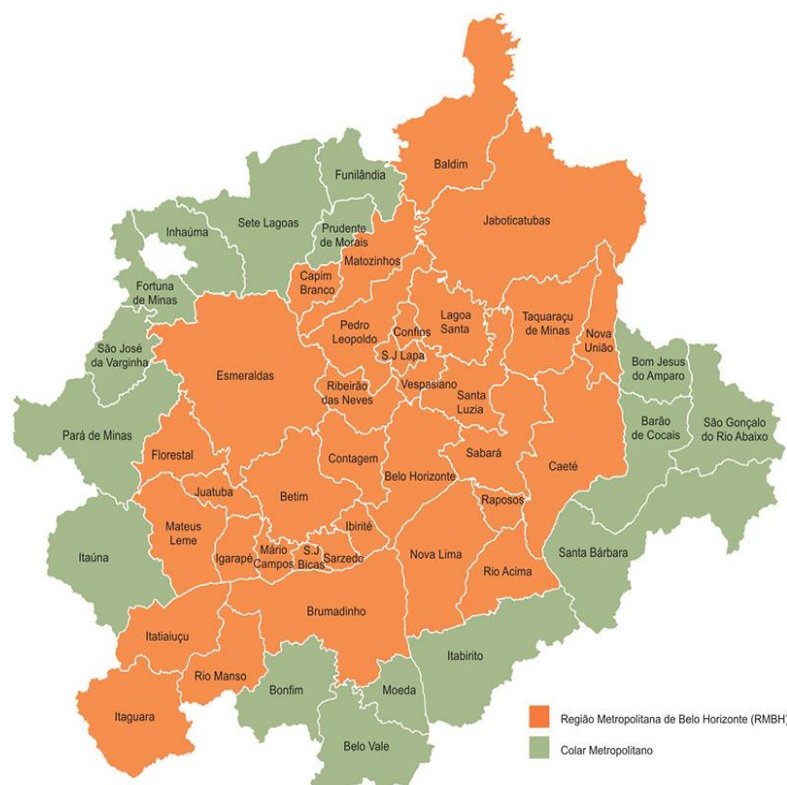 Baldim
Funilândia
Jaboticatubas
Sete Lagoas
Inhaúma
Prudente
de Morais
Matozinhos
Capim
Branco
Fortuna
de Minas
Lagoa
Santa
Taquaraçu
de Minas
Pedro
Leopoldo
Confins
Nova
União
São José
da Varginha
S.J Lapa
Bom Jesus
do Amparo
Esmeraldas
Vespasiano
Ribeirão
das Neves
Santa
Luzia
Barão
de Cocais
São Gonçalo
do Rio Abaixo
Pará de Minas
Florestal
Contagem
Sabará
Caeté
Belo Horizonte
Juatuba
Betim
Raposos
Mateus
Leme
Ibirité
Itaúna
Igarapé
Mário
Campos
S.J
Bicas
Sarzedo
Nova Lima
Santa Bárbara
Rio Acima
Brumadinho
Itatiaiuçu
Itabirito
Rio Manso
Bonfim
Moeda
Itaguara
Belo Vale
Região Metropolitana de Belo Horizonte (RMBH)
Colar Metropolitano